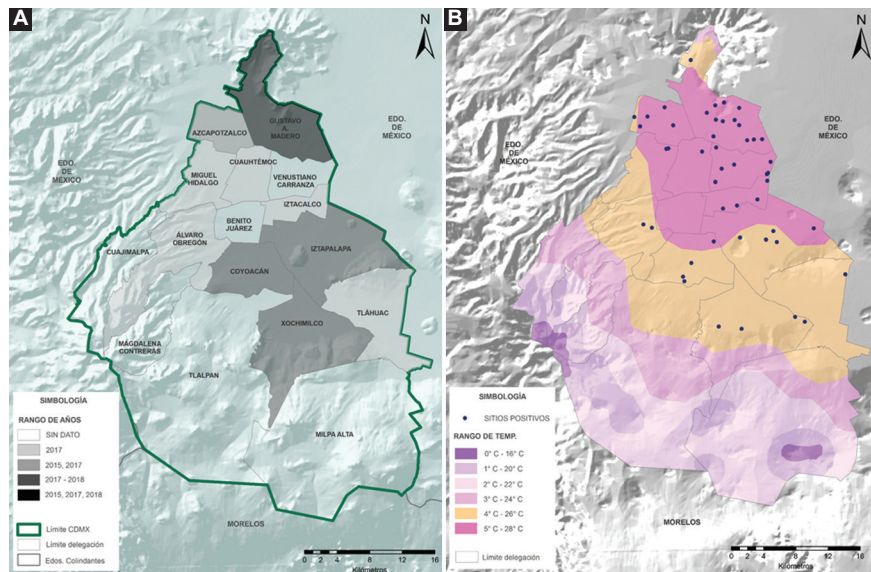 A
N
GUSTAVO
A.
MADERO
AZCAPOTZALCO
EDO.
DE
MÉXICO
EDO.
DE
MÉXICO
CUAUHTÉMOC
MIGUEL
HIDALGO
VENUSTIANO
CARRANZA
IZTACALCO
BENITO
JUÁREZ
ÁLVARO
OBREGÓN
CUAJIMALPA
IZTAPALAPA
COYOACÁN
TLÁHUAC
XOCHIMILCO
MAGDALENA
CONTRERAS
TLALPAN
MILPA ALTA
MORELOS
SIMBOLOGÍA
RANGO DE AÑOS
SIN DATO
2017
2015, 2017
2017 - 2018
2015, 2017, 2018
Límite CDMX
Límite delegación
Edos. Colindantes
0 2 4 8 12 16
Kilómetros
B
N
EDO.
DE
MÉXICO
EDO.
DE
MÉXICO
MORELOS
SIMBOLOGÍA
SITIOS POSITIVOS
RANGO DE TEMP.
0° C - 16° C
1° C - 20° C
2° C - 22° C
3° C - 24° C
4° C - 26° C
5° C - 28° C
Límite delegación
0 2 4 8 12 16
Kilómetros